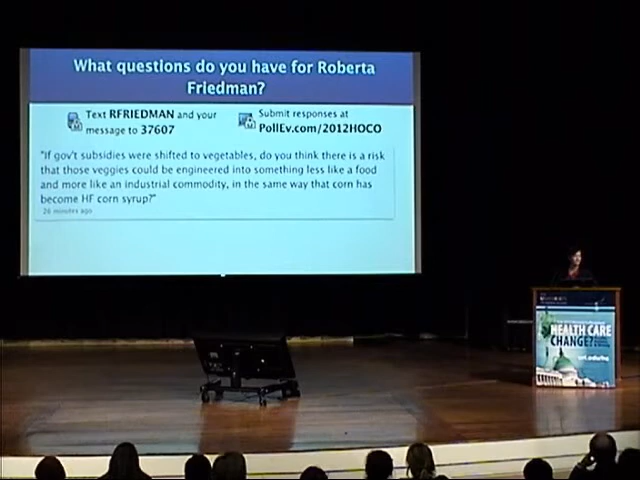 What questions do you have for Roberta
Friedman?
Text RFRIEDMAN and your
message to 37607
Submit responses at
PollEv.com/2012HOCO
"If gov't subsidies were shifted to vegetables, do you think there is a risk
that those veggies could be engineered into something less like a food
and more like an industrial commodity, in the same way that corn has
become HF corn syrup?"
26 minutes ago
HEALTH CARE
CHANGE?
uri.edu/hc